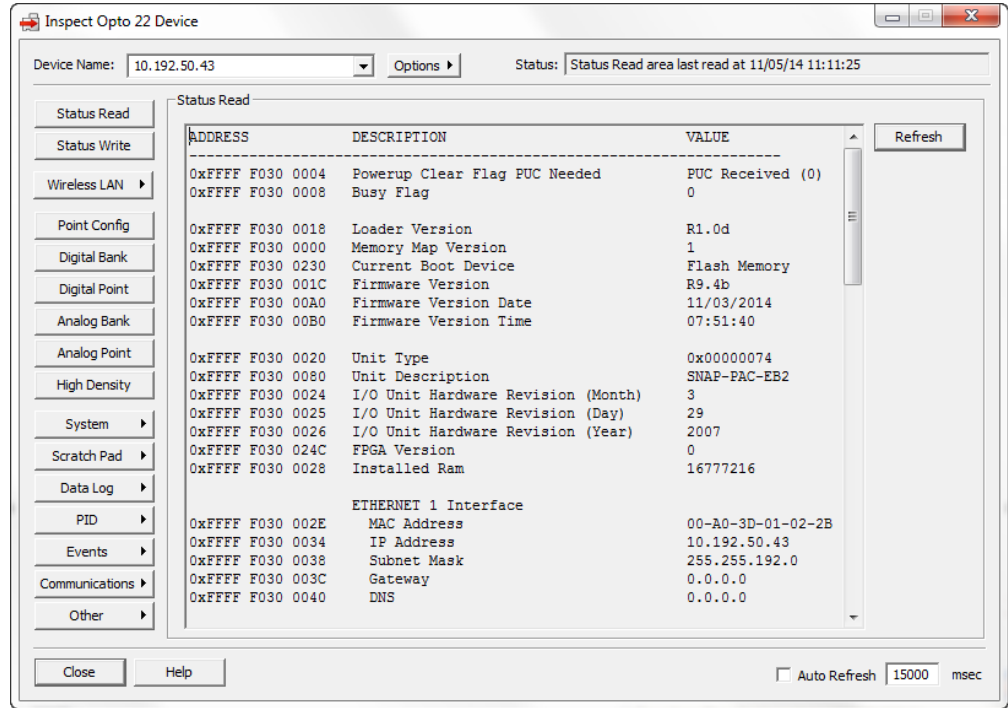 Inspect Opto 22 Device
Device Name: 10.192.50.43 Options Status: Status Read area last read at 11/05/14 11:11:25
Status Read
Status Write
Wireless LAN
Point Config
Digital Bank
Digital Point
Analog Bank
Analog Point
High Density
System
Scratch Pad
Data Log
PID
Events
Communications
Other
Status Read
ADDRESS DESCRIPTION VALUE
--------------------------------------------------------------------------
0xFFFF F030 0004 Powerup Clear Flag PUC Needed PUC Received (0)
0xFFFF F030 0008 Busy Flag 0
0xFFFF F030 0018 Loader Version R1.0d
0xFFFF F030 0000 Memory Map Version 1
0xFFFF F030 0230 Current Boot Device Flash Memory
0xFFFF F030 001C Firmware Version R9.4b
0xFFFF F030 00A0 Firmware Version Date 11/03/2014
0xFFFF F030 00B0 Firmware Version Time 07:51:40
0xFFFF F030 0020 Unit Type 0x00000074
0xFFFF F030 0080 Unit Description SNAP-PAC-EB2
0xFFFF F030 0024 I/O Unit Hardware Revision (Month) 3
0xFFFF F030 0025 I/O Unit Hardware Revision (Day) 29
0xFFFF F030 0026 I/O Unit Hardware Revision (Year) 2007
0xFFFF F030 024C FPGA Version 0
0xFFFF F030 0028 Installed Ram 16777216
ETHERNET 1 Interface
0xFFFF F030 002E MAC Address 00-A0-3D-01-02-2B
0xFFFF F030 0034 IP Address 10.192.50.43
0xFFFF F030 0038 Subnet Mask 255.255.192.0
0xFFFF F030 003C Gateway 0.0.0.0
0xFFFF F030 0040 DNS 0.0.0.0
Refresh
Close Help Auto Refresh 15000 msec